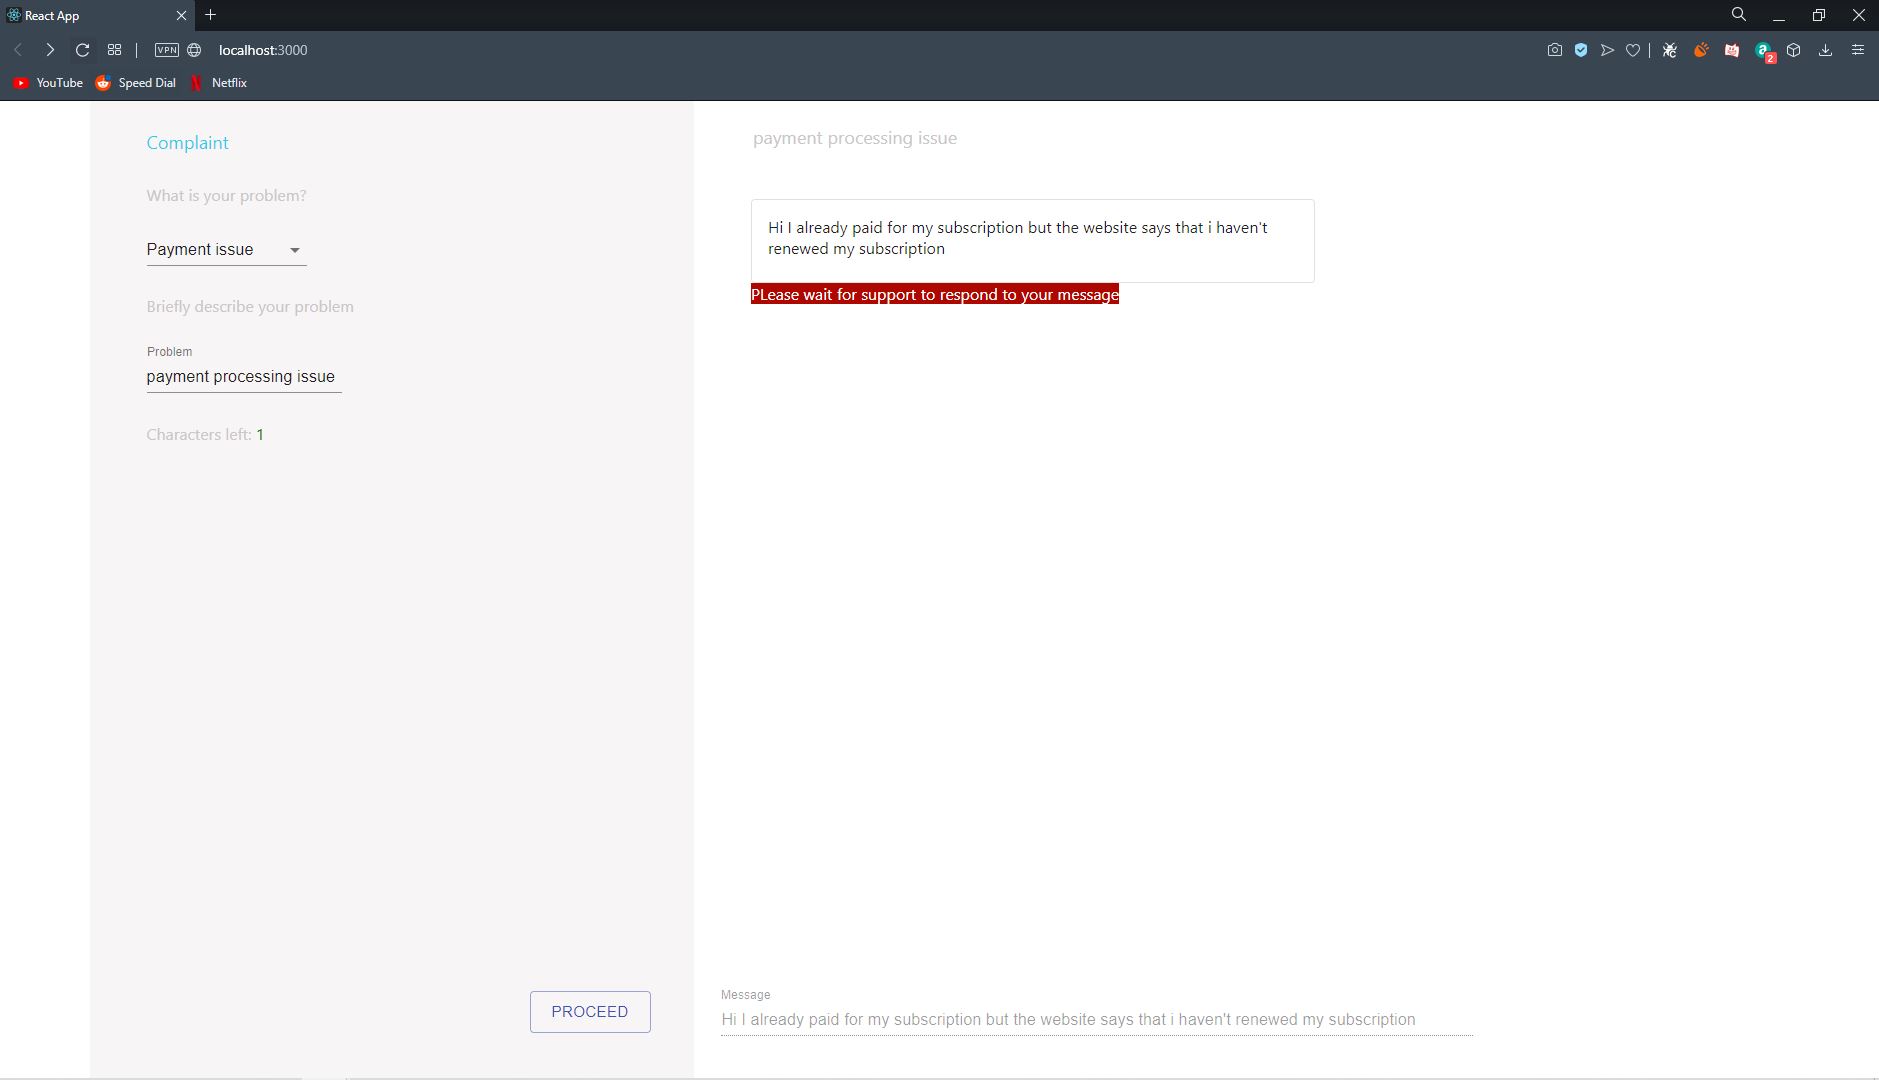 React App
VPN
localhost:3000
2
YouTube
Speed Dial
Netflix
Complaint
What is your problem?
Payment issue
Briefly describe your problem
Problem
payment processing issue
Characters left: 1
PROCEED
payment processing issue
Hi I already paid for my subscription but the website says that i haven't
renewed my subscription
PLease wait for support to respond to your message
Message
Hi I already paid for my subscription but the website says that i haven't renewed my subscription